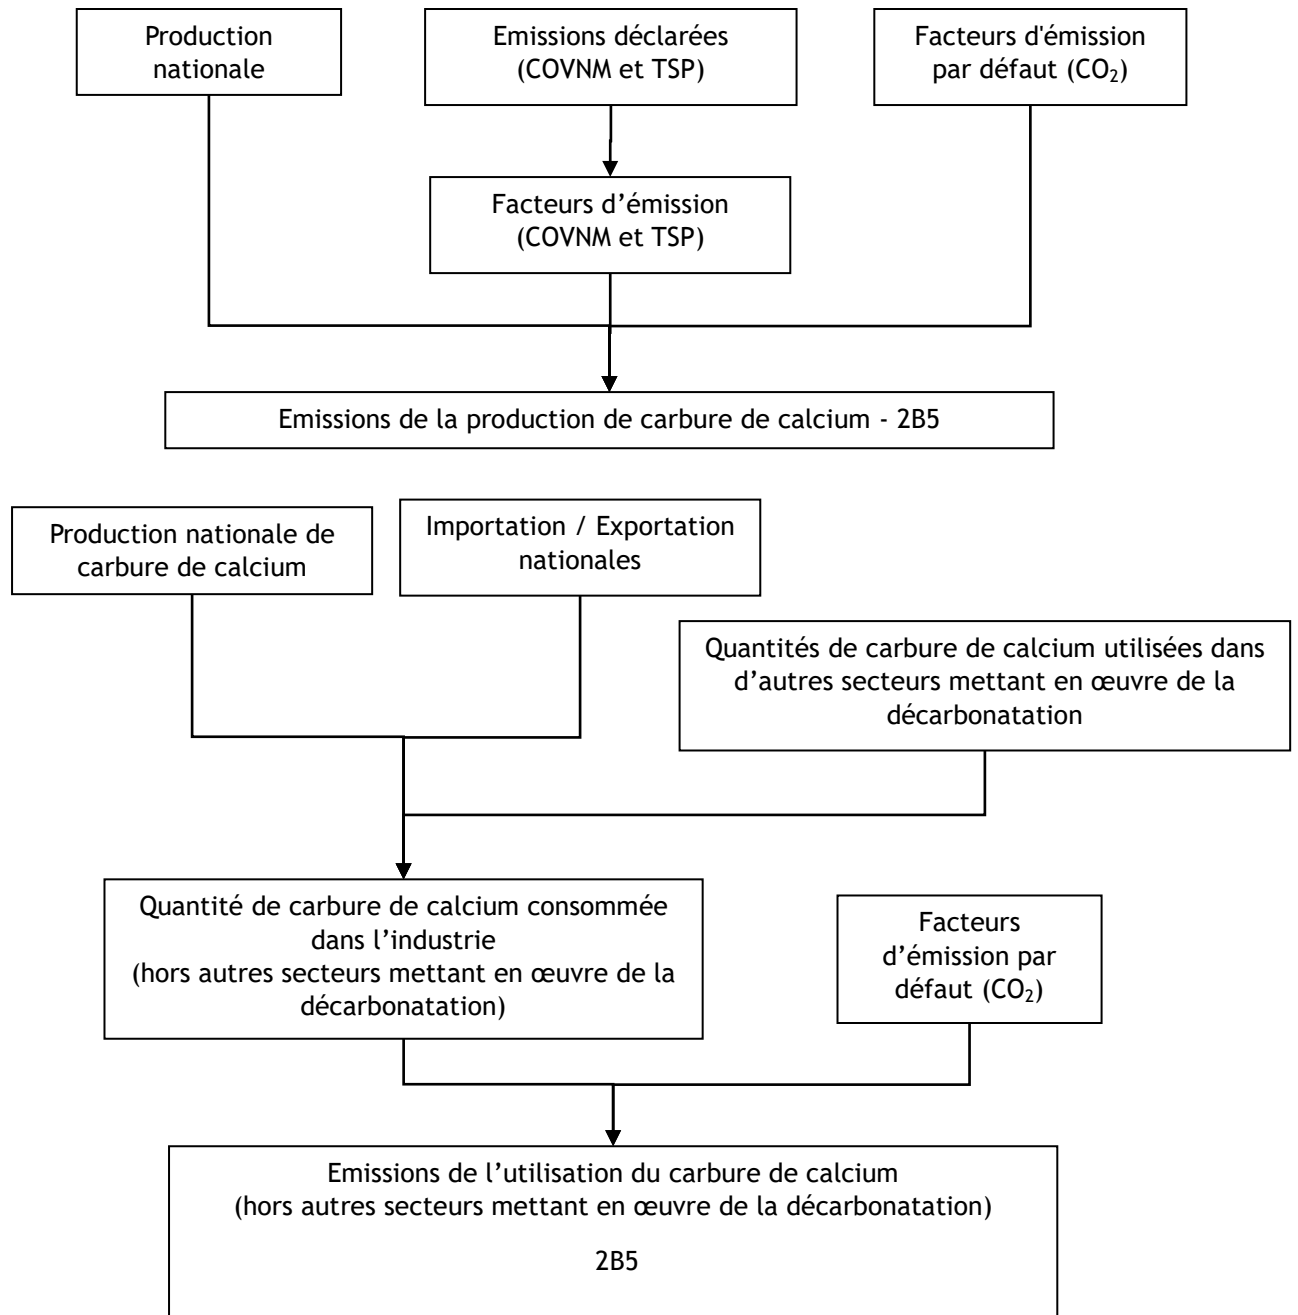 Production
nationale
Emissions déclarées
(COVNM et TSP)
Facteurs d'émission
par défaut (CO₂)
Facteurs d’émission
(COVNM et TSP)
Emissions de la production de carbure de calcium - 2B5
Production nationale de
carbure de calcium
Importation / Exportation
nationales
Quantités de carbure de calcium utilisées dans
d’autres secteurs mettant en œuvre de la
décarbonatation
Quantité de carbure de calcium consommée
dans l’industrie
(hors autres secteurs mettant en œuvre de la
décarbonatation)
Facteurs
d’émission par
défaut (CO₂)
Emissions de l’utilisation du carbure de calcium
(hors autres secteurs mettant en œuvre de la décarbonatation)
2B5